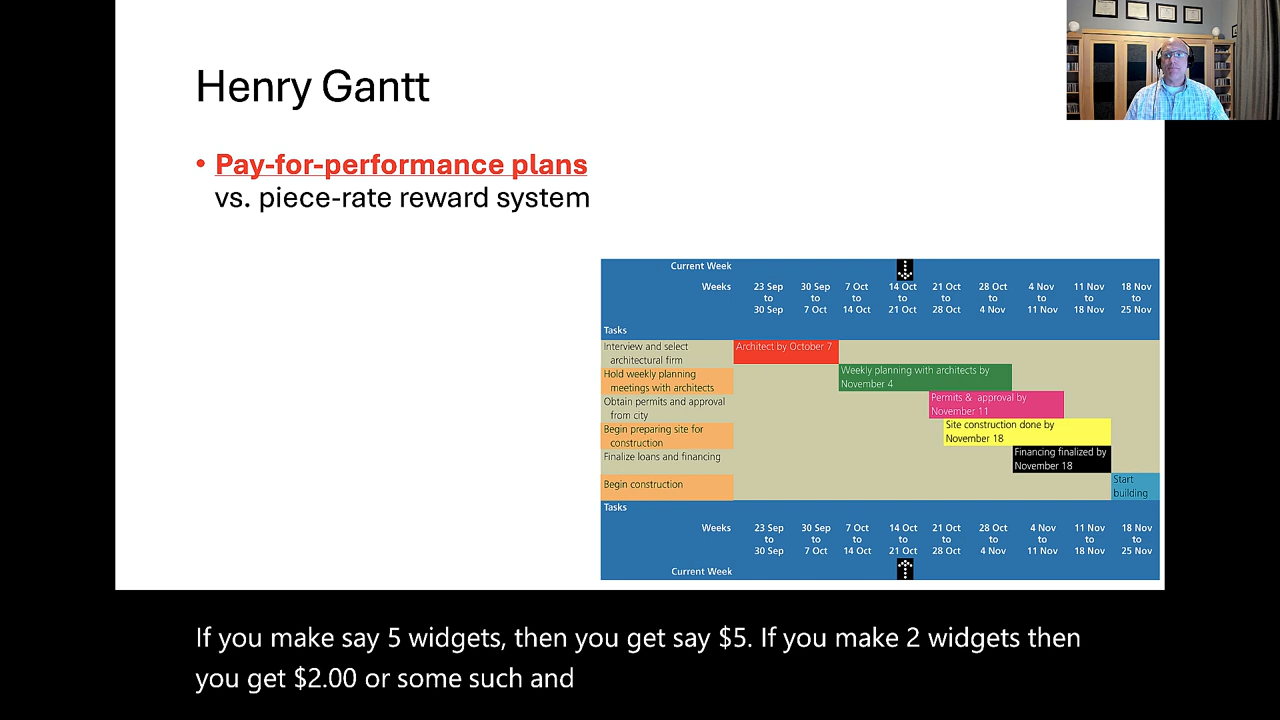 Henry Gantt
• Pay-for-performance plans
vs. piece-rate reward system
Current Week
Weeks 23 Sep 30 Sep 7 Oct 14 Oct 21 Oct 28 Oct 4 Nov 11 Nov 18 Nov
to to to to to to to to to
30 Sep 7 Oct 14 Oct 21 Oct 28 Oct 4 Nov 11 Nov 18 Nov 25 Nov
Tasks
Interview and select
architectural firm
Architect by October 7
Hold weekly planning
meetings with architects
Weekly planning with architects by
November 4
Obtain permits and approval
from city
Permits & approval by
November 11
Begin preparing site for
construction
Site construction done by
November 18
Finalize loans and financing
Financing finalized by
November 18
Begin construction
Start
building
Tasks
Weeks 23 Sep 30 Sep 7 Oct 14 Oct 21 Oct 28 Oct 4 Nov 11 Nov 18 Nov
to to to to to to to to to
30 Sep 7 Oct 14 Oct 21 Oct 28 Oct 4 Nov 11 Nov 18 Nov 25 Nov
Current Week
If you make say 5 widgets, then you get say $5. If you make 2 widgets then
you get $2.00 or some such and